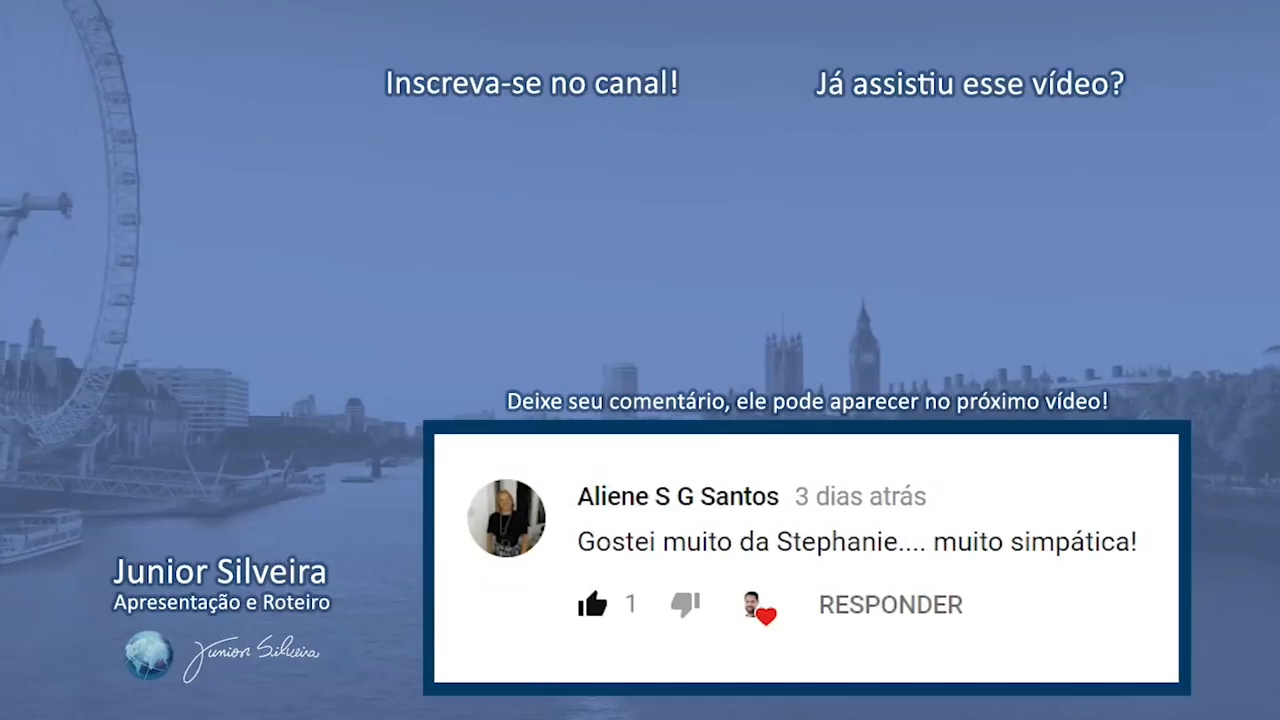 Inscreva-se no canal!
Já assistiu esse vídeo?
Deixe seu comentário, ele pode aparecer no próximo vídeo!
Aliene S G Santos 3 dias atrás
Gostei muito da Stephanie.... muito simpática!
1 RESPONDER
Junior Silveira
Apresentação e Roteiro
Junior Silveira